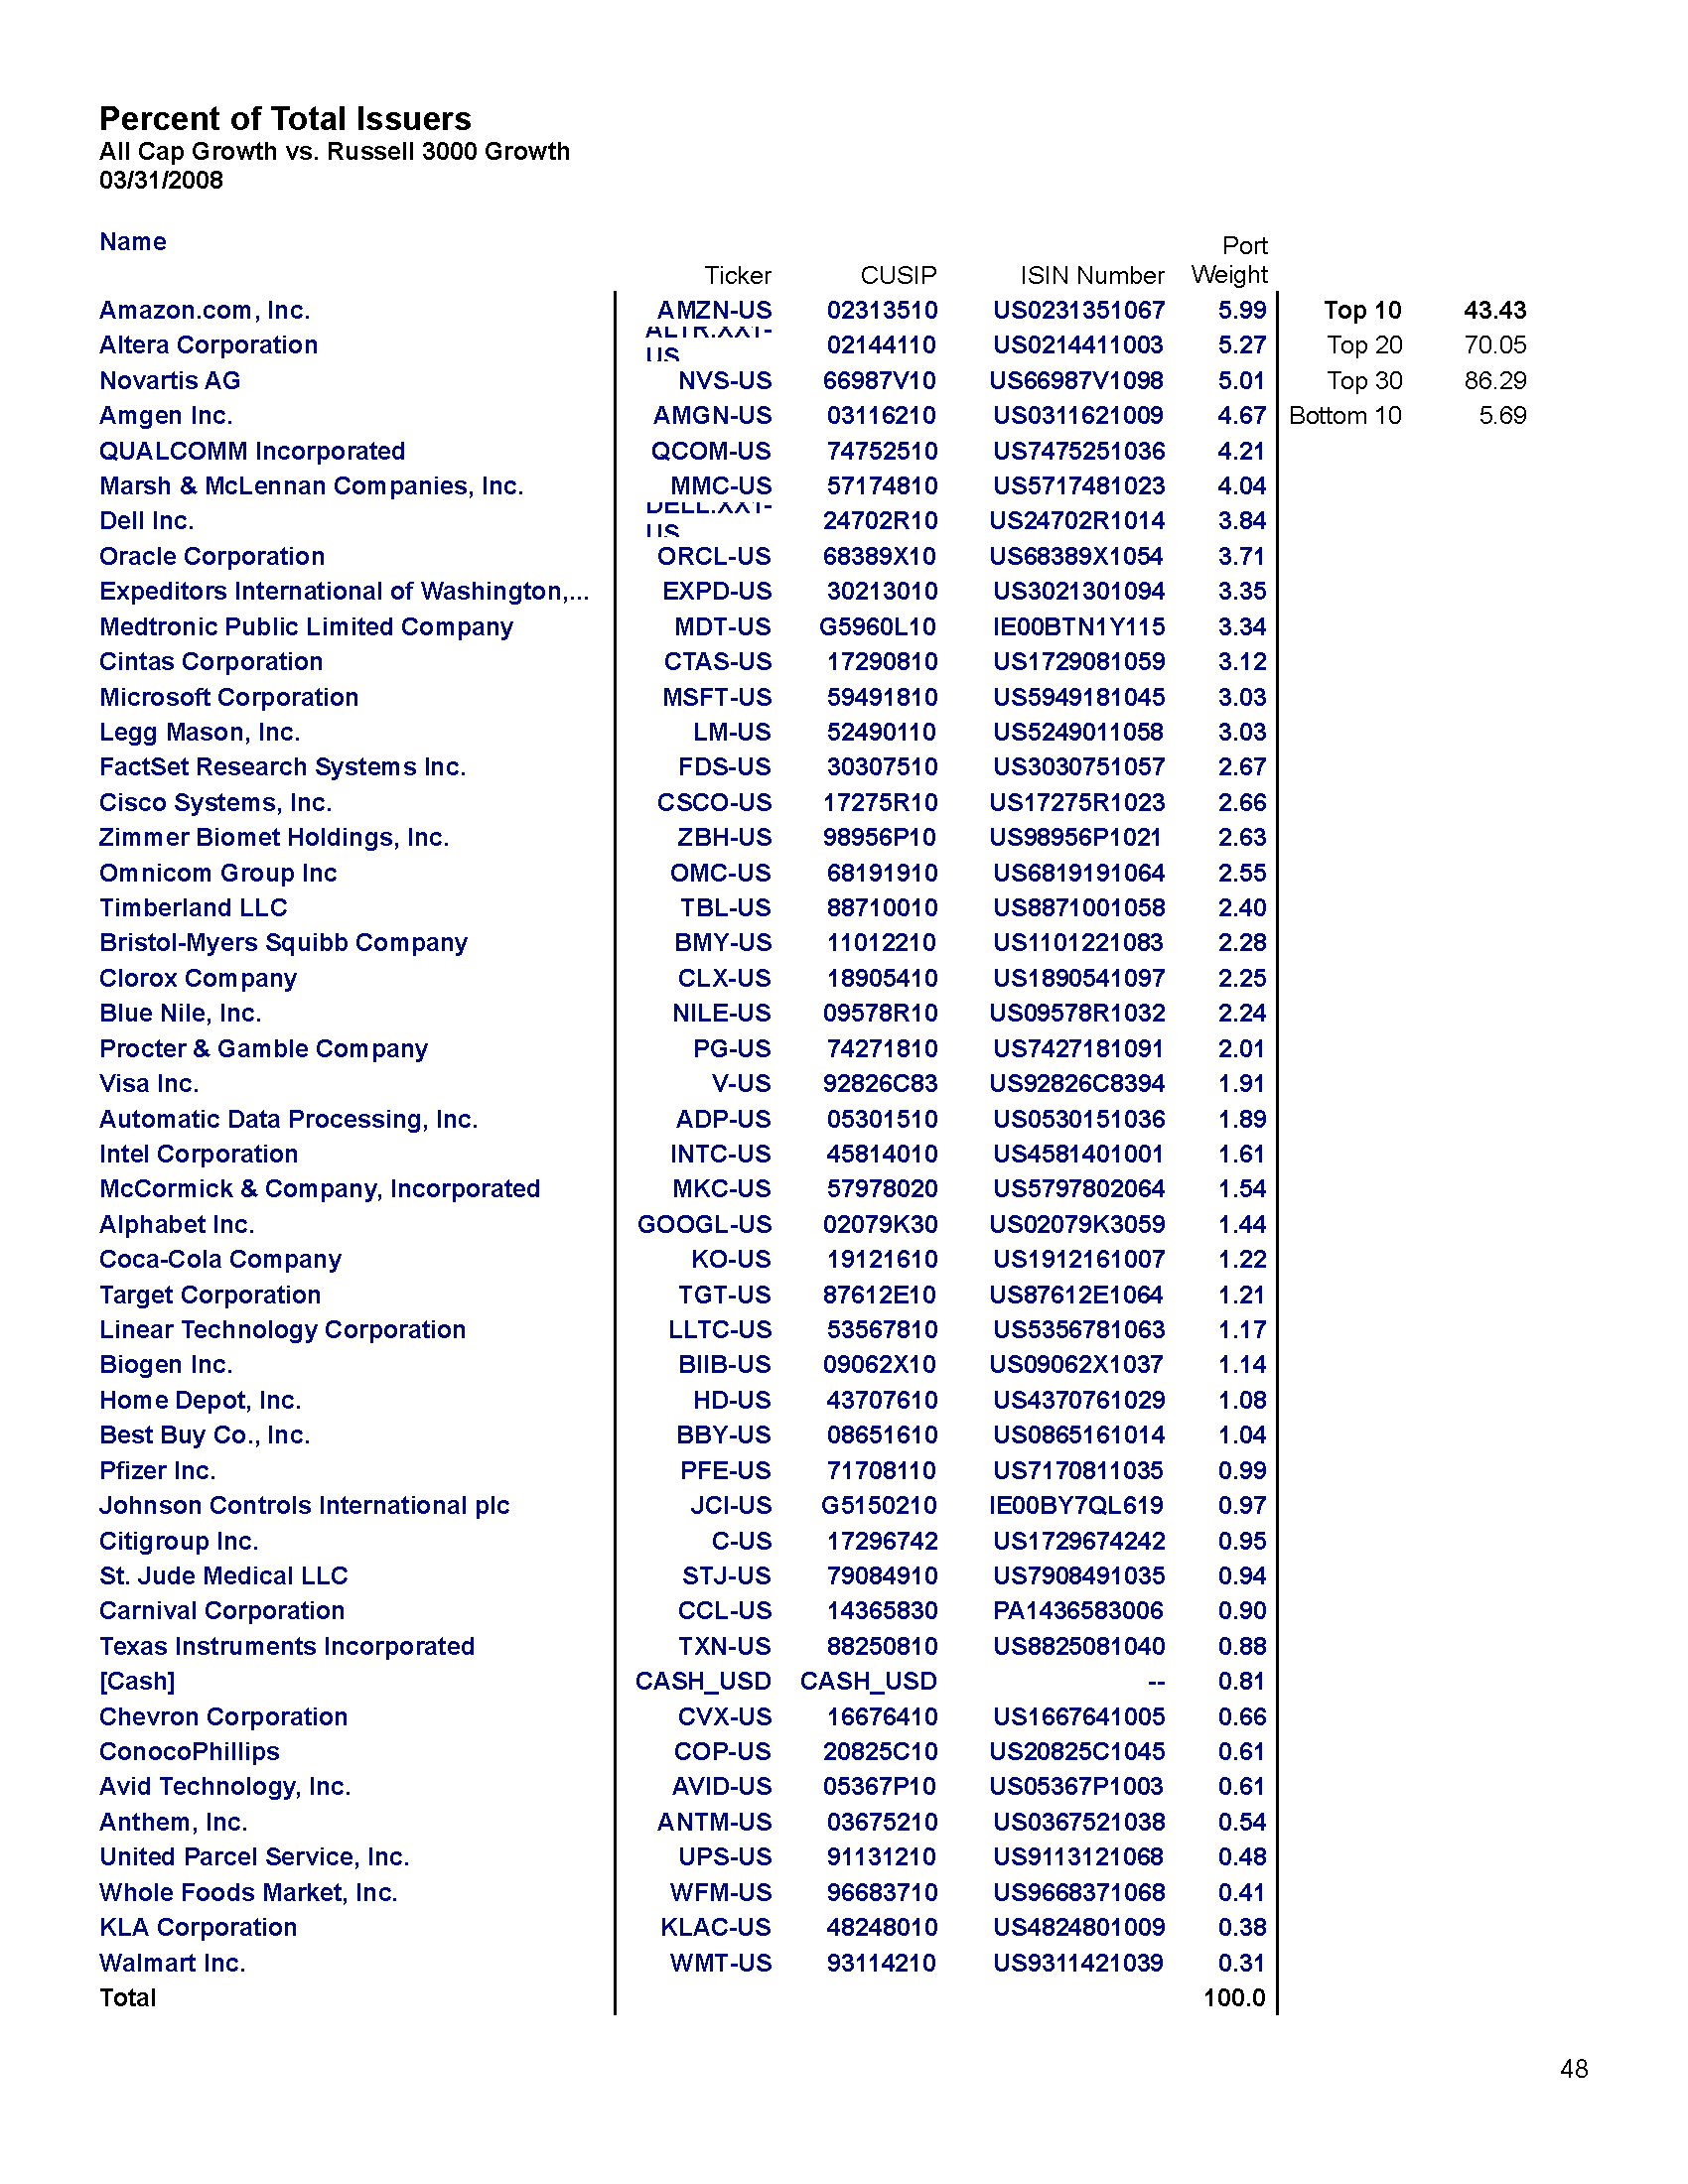 Percent of Total Issuers
All Cap Growth vs. Russell 3000 Growth
03/31/2008
Name Ticker CUSIP ISIN Number Port Weight
Amazon.com, Inc. AMZN-US 02313510 US0231351067 5.99 Top 10 43.43
Altera Corporation ALTR.XX1-US 02144110 US0214411003 5.27 Top 20 70.05
Novartis AG NVS-US 66987V10 US66987V1098 5.01 Top 30 86.29
Amgen Inc. AMGN-US 03116210 US0311621009 4.67 Bottom 10 5.69
QUALCOMM Incorporated QCOM-US 74752510 US7475251036 4.21
Marsh & McLennan Companies, Inc. MMC-US 57174810 US5717481023 4.04
Dell Inc. DELL.XX1-US 24702R10 US24702R1014 3.84
Oracle Corporation ORCL-US 68389X10 US68389X1054 3.71
Expeditors International of Washington,... EXPD-US 30213010 US3021301094 3.35
Medtronic Public Limited Company MDT-US G5960L10 IE00BTN1Y115 3.34
Cintas Corporation CTAS-US 17290810 US1729081059 3.12
Microsoft Corporation MSFT-US 59491810 US5949181045 3.03
Legg Mason, Inc. LM-US 52490110 US5249011058 3.03
FactSet Research Systems Inc. FDS-US 30307510 US3030751057 2.67
Cisco Systems, Inc. CSCO-US 17275R10 US17275R1023 2.66
Zimmer Biomet Holdings, Inc. ZBH-US 98956P10 US98956P1021 2.63
Omnicom Group Inc OMC-US 68191910 US6819191064 2.55
Timberland LLC TBL-US 88710010 US8871001058 2.40
Bristol-Myers Squibb Company BMY-US 11012210 US1101221083 2.28
Clorox Company CLX-US 18905410 US1890541097 2.25
Blue Nile, Inc. NILE-US 09578R10 US09578R1032 2.24
Procter & Gamble Company PG-US 74271810 US7427181091 2.01
Visa Inc. V-US 92826C83 US92826C8394 1.91
Automatic Data Processing, Inc. ADP-US 05301510 US0530151036 1.89
Intel Corporation INTC-US 45814010 US4581401001 1.61
McCormick & Company, Incorporated MKC-US 57978020 US5797802064 1.54
Alphabet Inc. GOOGL-US 02079K30 US02079K3059 1.44
Coca-Cola Company KO-US 19121610 US1912161007 1.22
Target Corporation TGT-US 87612E10 US87612E1064 1.21
Linear Technology Corporation LLTC-US 53567810 US5356781063 1.17
Biogen Inc. BIIB-US 09062X10 US09062X1037 1.14
Home Depot, Inc. HD-US 43707610 US4370761029 1.08
Best Buy Co., Inc. BBY-US 08651610 US0865161014 1.04
Pfizer Inc. PFE-US 71708110 US7170811035 0.99
Johnson Controls International plc JCI-US G5150210 IE00BY7QL619 0.97
Citigroup Inc. C-US 17296742 US1729674242 0.95
St. Jude Medical LLC STJ-US 79084910 US7908491035 0.94
Carnival Corporation CCL-US 14365830 PA1436583006 0.90
Texas Instruments Incorporated TXN-US 88250810 US8825081040 0.88
[Cash] CASH_USD CASH_USD -- 0.81
Chevron Corporation CVX-US 16676410 US1667641005 0.66
ConocoPhillips COP-US 20825C10 US20825C1045 0.61
Avid Technology, Inc. AVID-US 05367P10 US05367P1003 0.61
Anthem, Inc. ANTM-US 03675210 US0367521038 0.54
United Parcel Service, Inc. UPS-US 91131210 US9113121068 0.48
Whole Foods Market, Inc. WFM-US 96683710 US9668371068 0.41
KLA Corporation KLAC-US 48248010 US4824801009 0.38
Walmart Inc. WMT-US 93114210 US9311421039 0.31
Total 100.0
48